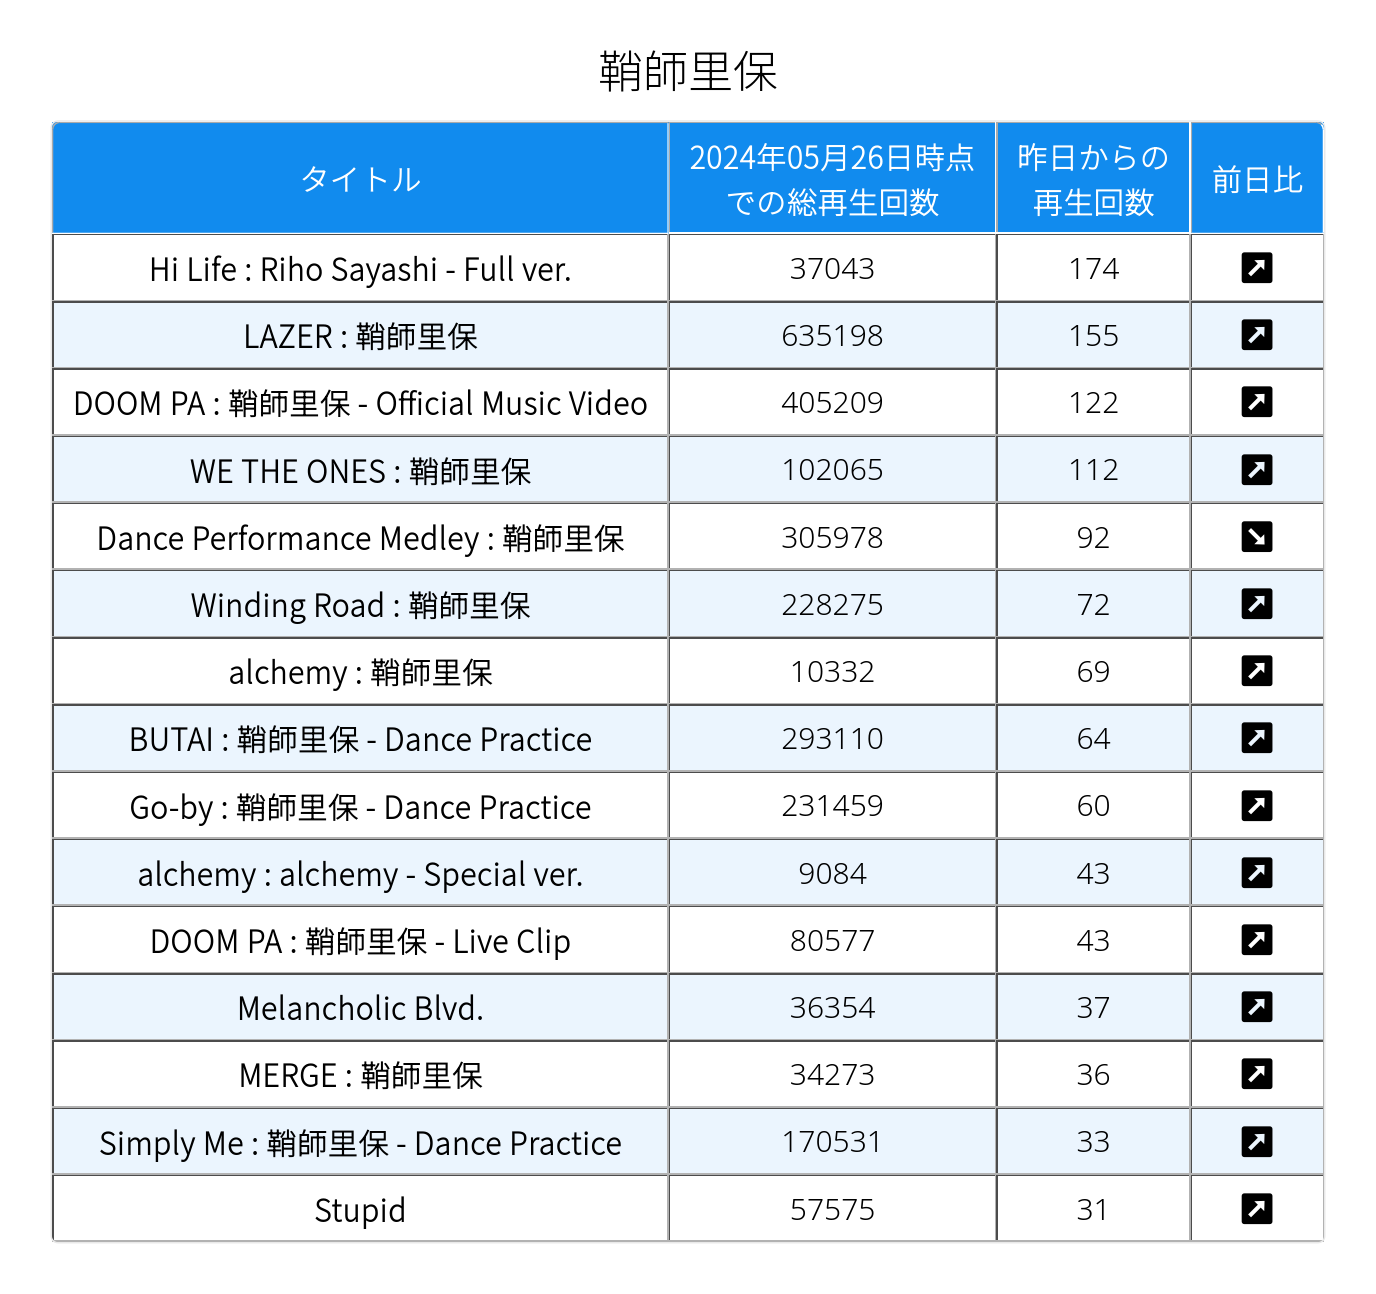 鞘師里保
タイトル
2024年05月26日時点
での総再生回数
昨日からの
再生回数
前日比
Hi Life : Riho Sayashi - Full ver. 37043 174
LAZER : 鞘師里保 635198 155
DOOM PA : 鞘師里保 - Official Music Video 405209 122
WE THE ONES : 鞘師里保 102065 112
Dance Performance Medley : 鞘師里保 305978 92
Winding Road : 鞘師里保 228275 72
alchemy : 鞘師里保 10332 69
BUTAI : 鞘師里保 - Dance Practice 293110 64
Go-by : 鞘師里保 - Dance Practice 231459 60
alchemy : alchemy - Special ver. 9084 43
DOOM PA : 鞘師里保 - Live Clip 80577 43
Melancholic Blvd. 36354 37
MERGE : 鞘師里保 34273 36
Simply Me : 鞘師里保 - Dance Practice 170531 33
Stupid 57575 31